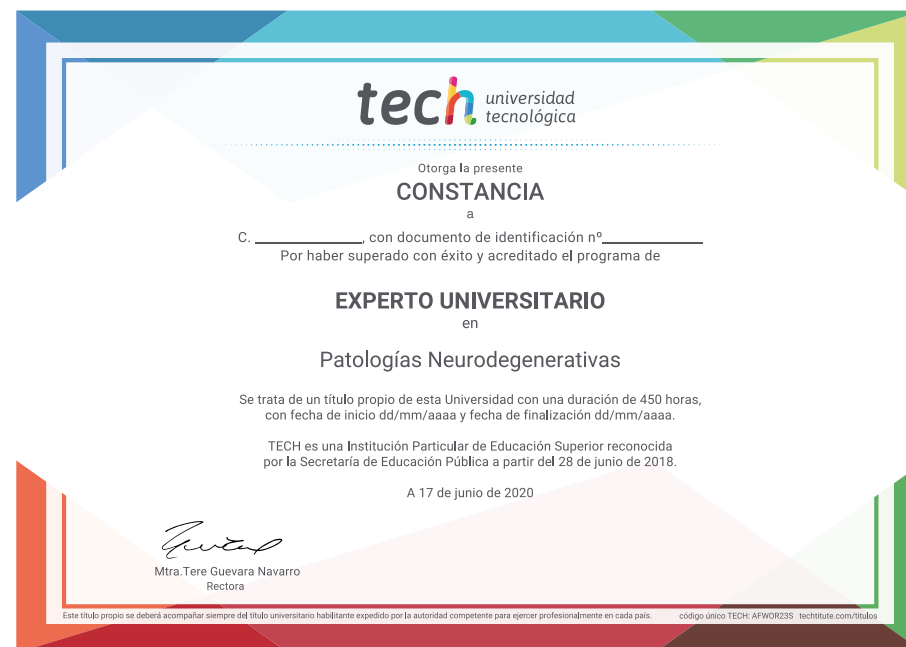 tech universidad
tecnológica
Otorga la presente
CONSTANCIA
a
C. ______________, con documento de identificación nº_____________
Por haber superado con éxito y acreditado el programa de
EXPERTO UNIVERSITARIO
en
Patologías Neurodegenerativas
Se trata de un título propio de esta Universidad con una duración de 450 horas,
con fecha de inicio dd/mm/aaaa y fecha de finalización dd/mm/aaaa.
TECH es una Institución Particular de Educación Superior reconocida
por la Secretaría de Educación Pública a partir del 28 de junio de 2018.
A 17 de junio de 2020
Mtra.Tere Guevara Navarro
Rectora
Este título propio se deberá acompañar siempre del título universitario habilitante expedido por la autoridad competente para ejercer profesionalmente en cada país. código único TECH: AFWOR23S techtitute.com/titulos